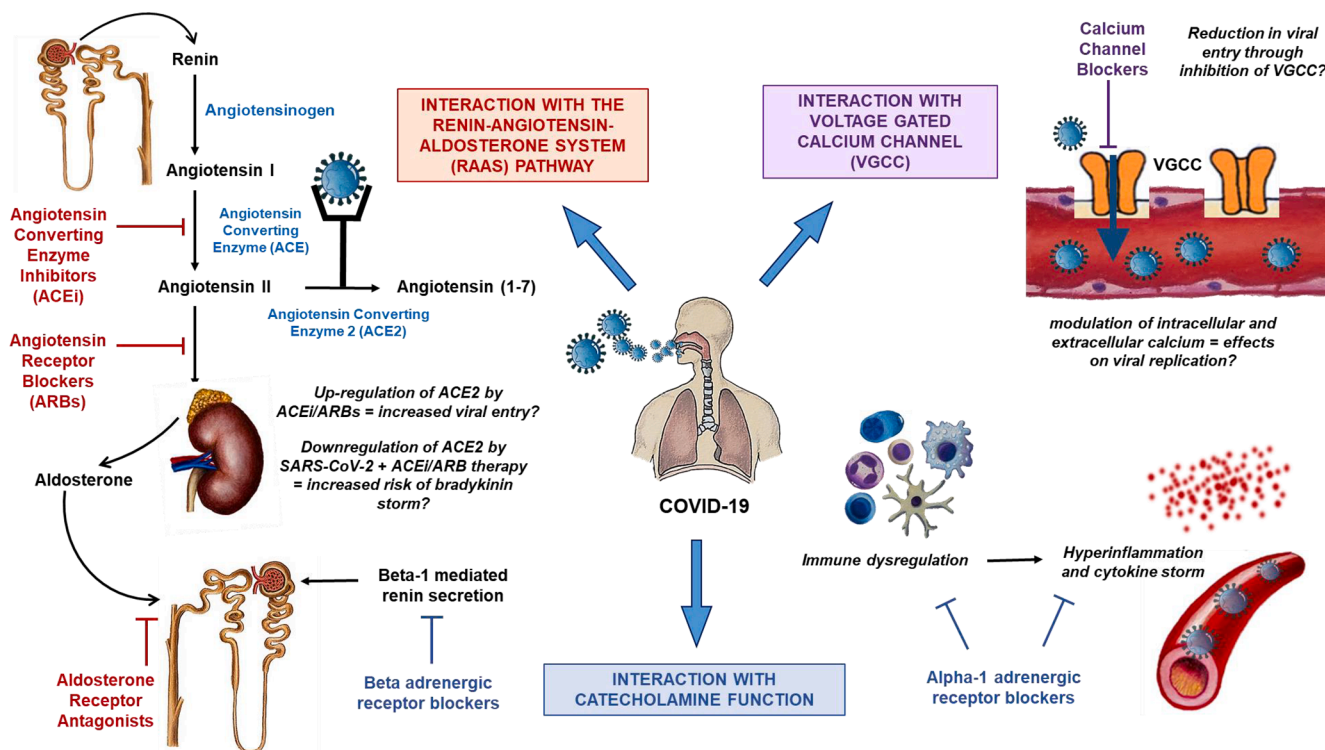 Renin
Angiotensinogen
Angiotensin I
Angiotensin
Converting
Enzyme
Inhibitors
(ACEi)
Angiotensin
Converting
Enzyme (ACE)
Angiotensin II
Angiotensin (1-7)
Angiotensin Converting
Enzyme 2 (ACE2)
Angiotensin
Receptor
Blockers
(ARBs)
Up-regulation of ACE2 by
ACEi/ARBs = increased viral entry?
Downregulation of ACE2 by
SARS-CoV-2 + ACEi/ARB therapy
= increased risk of bradykinin
storm?
Aldosterone
Beta-1 mediated
renin secretion
Aldosterone
Receptor
Antagonists
Beta adrenergic
receptor blockers
INTERACTION WITH THE
RENIN-ANGIOTENSIN-
ALDOSTERONE SYSTEM
(RAAS) PATHWAY
INTERACTION WITH
VOLTAGE GATED
CALCIUM CHANNEL
(VGCC)
COVID-19
INTERACTION WITH
CATECHOLAMINE FUNCTION
Calcium
Channel
Blockers
Reduction in viral
entry through
inhibition of VGCC?
VGCC
modulation of intracellular and
extracellular calcium = effects
on viral replication?
Immune dysregulation
Hyperinflammation
and cytokine storm
Alpha-1 adrenergic
receptor blockers